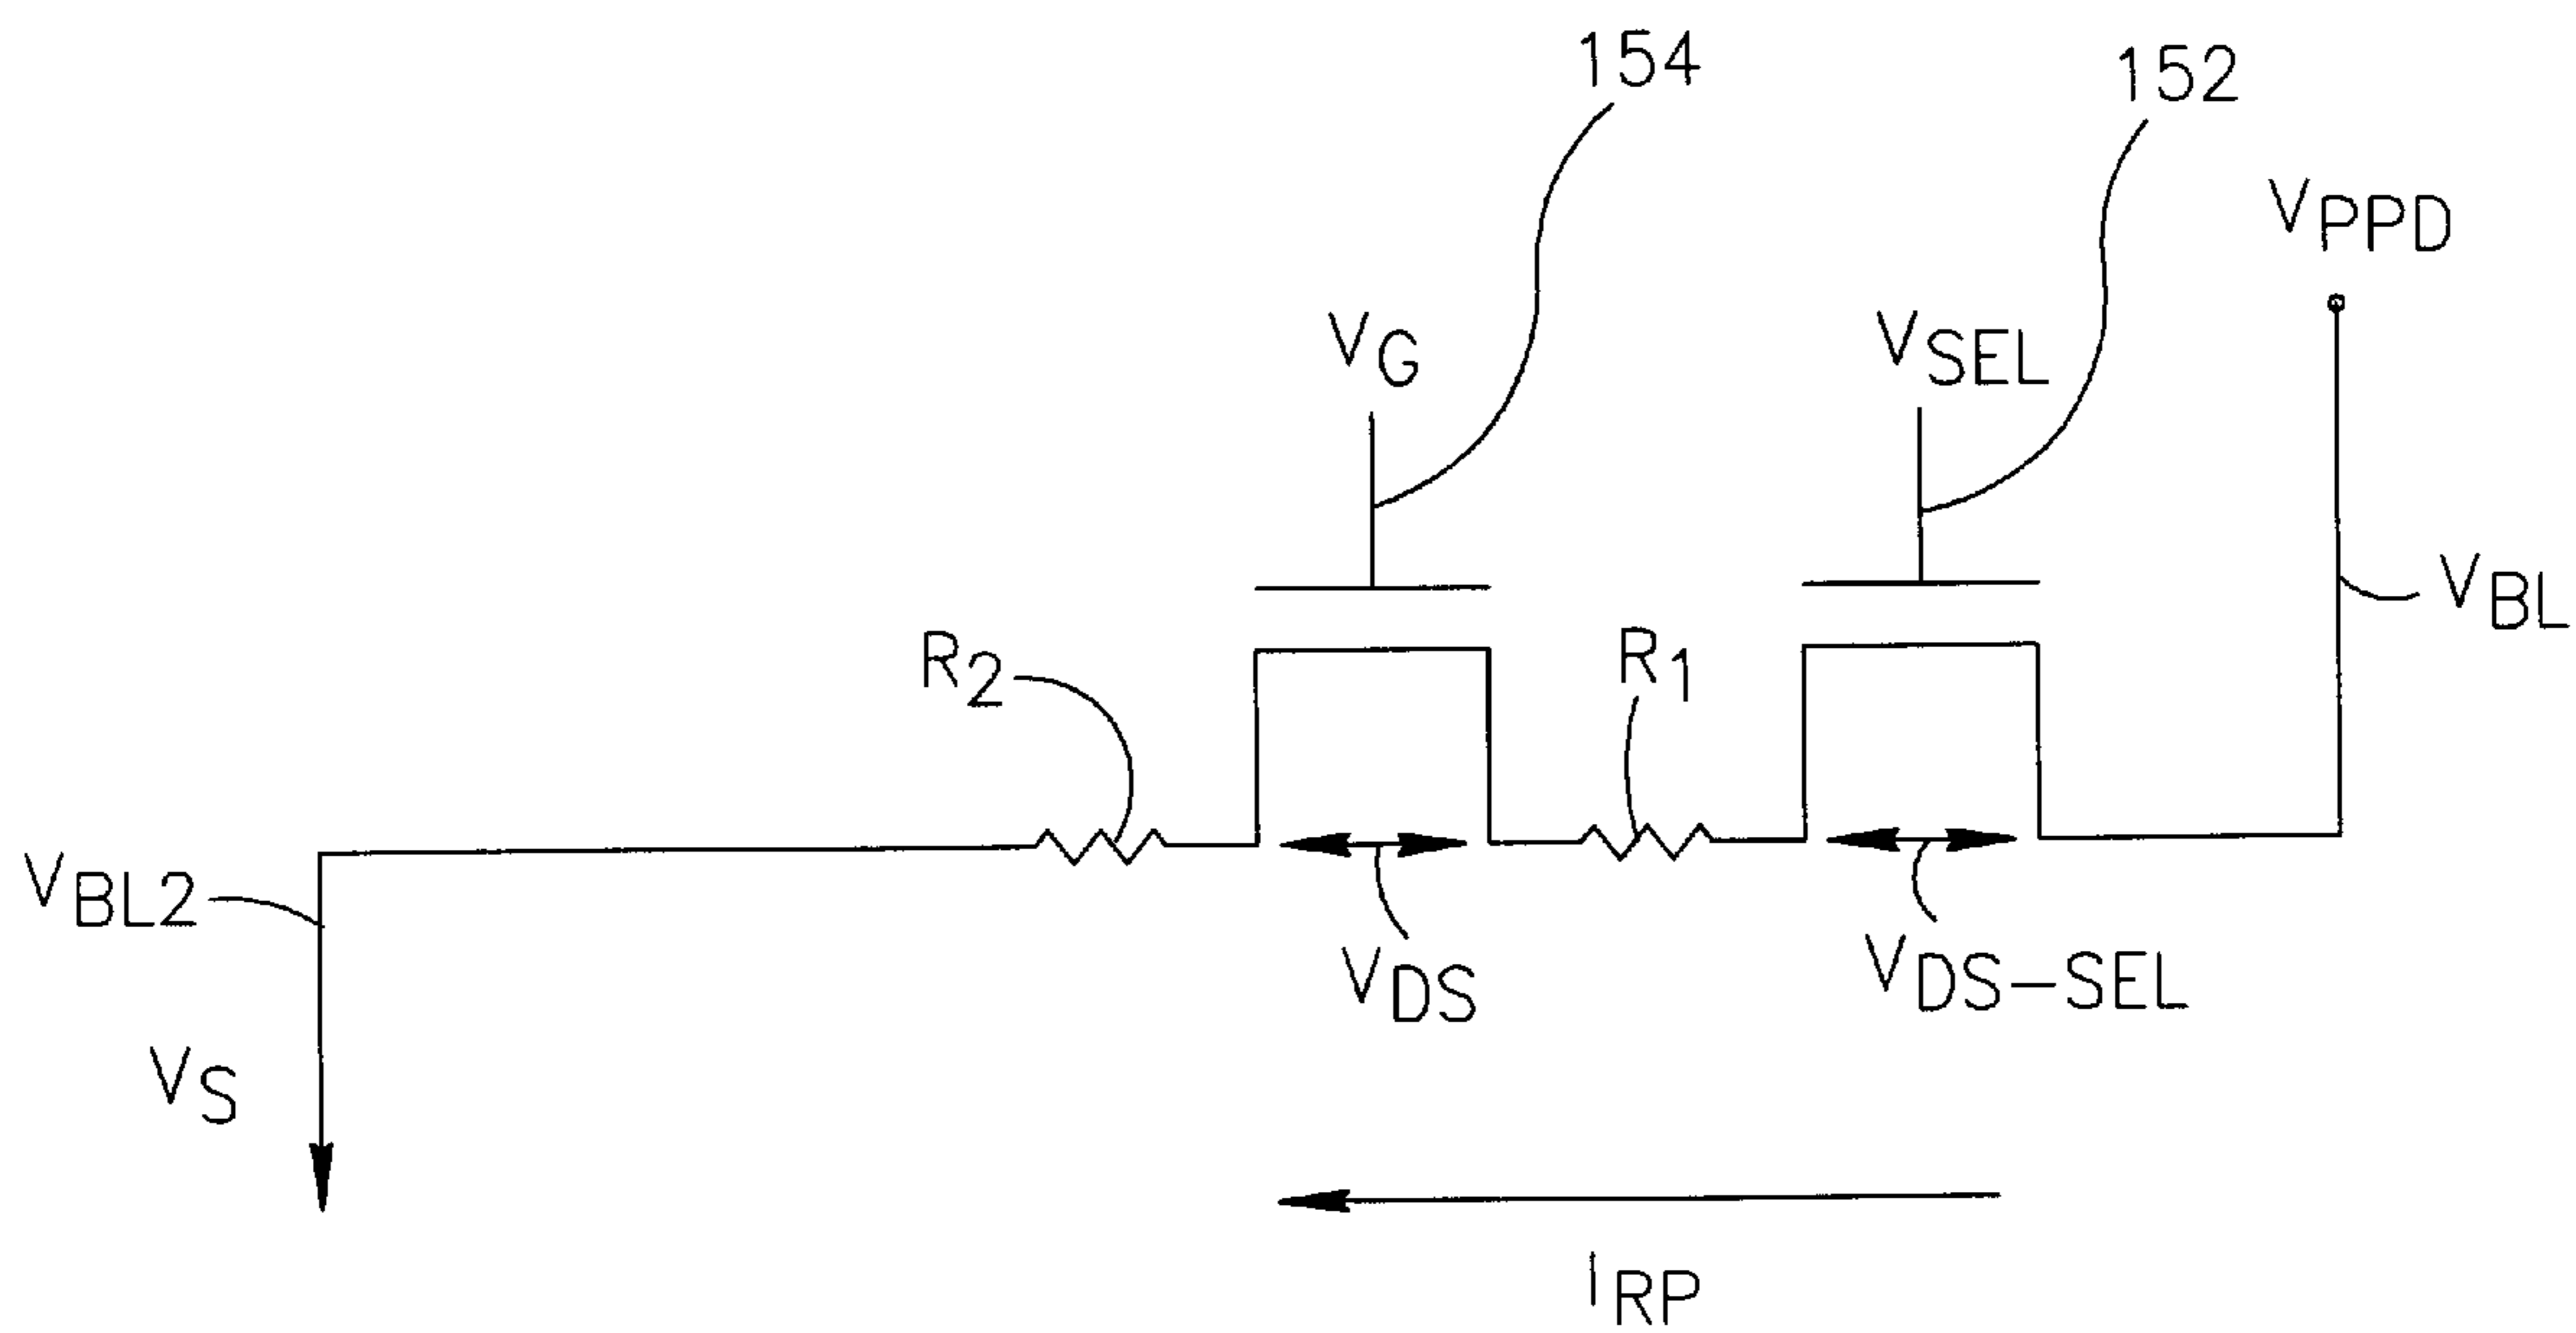 154
152
VPPD
VG
VSEL
VBL
R2
R1
VBL2
VDS
VDS-SEL
VS
IRP